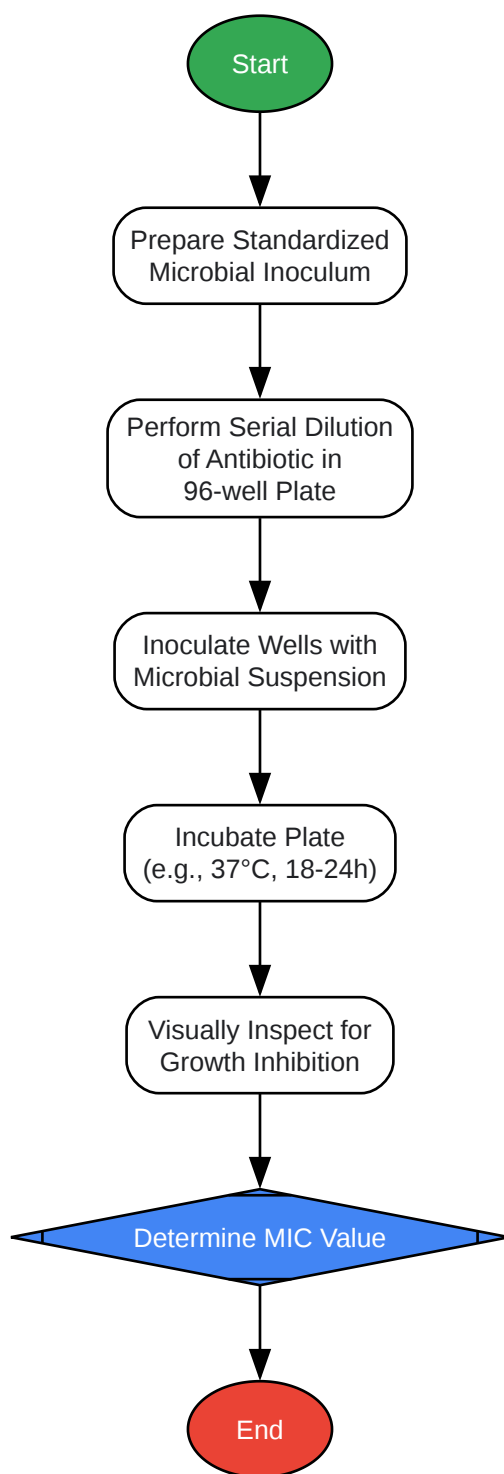 Start
Prepare Standardized
Microbial Inoculum
Perform Serial Dilution
of Antibiotic in
96-well Plate
Inoculate Wells with
Microbial Suspension
Incubate Plate
(e.g., 37°C, 18-24h)
Visually Inspect for
Growth Inhibition
Determine MIC Value
End